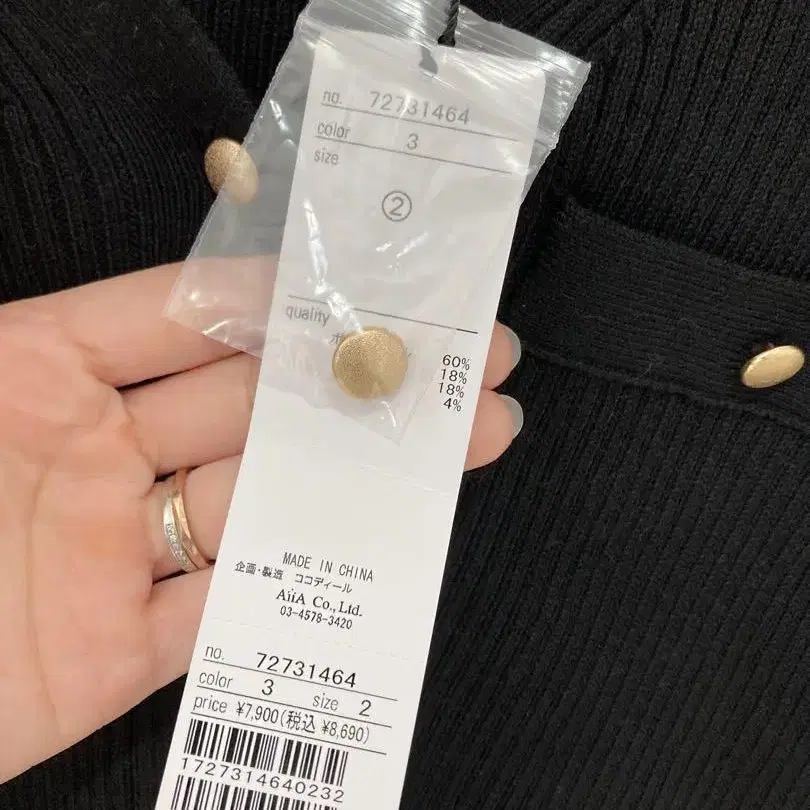 no. 72731464
color 3
size
②
quality
60%
18%
18%
4%
MADE IN CHINA
企画・製造 ココディール
AiiA Co., Ltd.
03-4578-3420
no. 72731464
color 3 size 2
price ¥7,900(税込 ¥8,690)
1727314640232